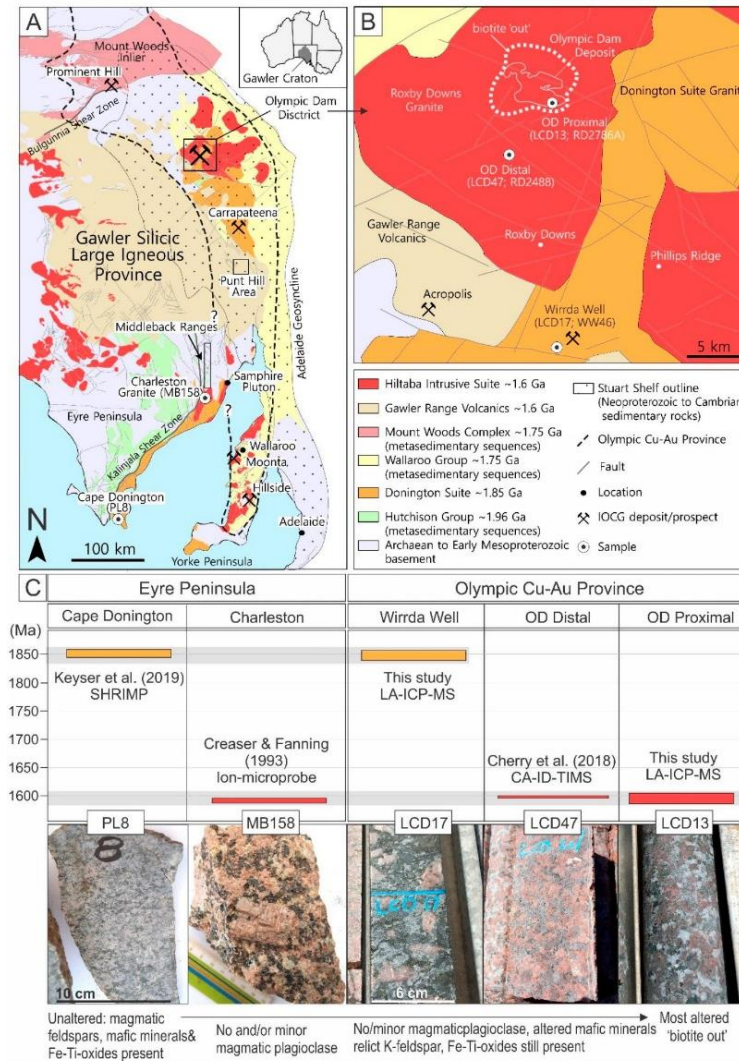 A
Mount Woods
Inlier
Prominent Hill
Bulgunnia Shear Zone
Gawler Craton
Olympic Dam
Disctrict
Carrapateena
Gawler Silicic
Large Igneous
Province
Punt Hill
Area
?
Adelaide Geosyncline
Middleback Ranges
Charleston
Granite (MB158)
Samphire
Pluton
Eyre Peninsula
Kalinjala Shear Zone
?
Wallaroo
Moonta
Hillside
Cape Donington
(PL8)
Adelaide
N
100 km
Yorke Peninsula
B
biotite 'out'
Olympic Dam
Deposit
Donington Suite Granite
Roxby Downs
Granite
OD Proximal
(LCD13; RD2786A)
OD Distal
(LCD47; RD2488)
Gawler Range
Volcanics
Roxby Downs
Phillips Ridge
Acropolis
Wirrda Well
(LCD17; WW46)
5 km
Hiltaba Intrusive Suite ~1.6 Ga
Gawler Range Volcanics ~1.6 Ga
Mount Woods Complex ~1.75 Ga
(metasedimentary sequences)
Wallaroo Group ~1.75 Ga
(metasedimentary sequences)
Donington Suite ~1.85 Ga
Hutchison Group ~1.96 Ga
(metasedimentary sequences)
Archaean to Early Mesoproterozoic
basement
Stuart Shelf outline
(Neoproterozoic to Cambrian
sedimentary rocks)
Olympic Cu-Au Province
Fault
Location
IOCG deposit/prospect
Sample
C
Eyre Peninsula
Olympic Cu-Au Province
(Ma)
Cape Donington
Charleston
Wirrda Well
OD Distal
OD Proximal
1850
1800
1750
1700
1650
1600
Keyser et al. (2019)
SHRIMP
Creaser & Fanning
(1993)
Ion-microprobe
This study
LA-ICP-MS
Cherry et al. (2018)
CA-ID-TIMS
This study
LA-ICP-MS
PL8
MB158
LCD17
LCD47
LCD13
8
10 cm
6 cm
Unaltered: magmatic
feldspars, mafic minerals&
Fe-Ti-oxides present
No and/or minor
magmatic plagioclase
No/minor magmaticplagioclase, altered mafic minerals
relict K-feldspar, Fe-Ti-oxides still present
Most altered
'biotite out'